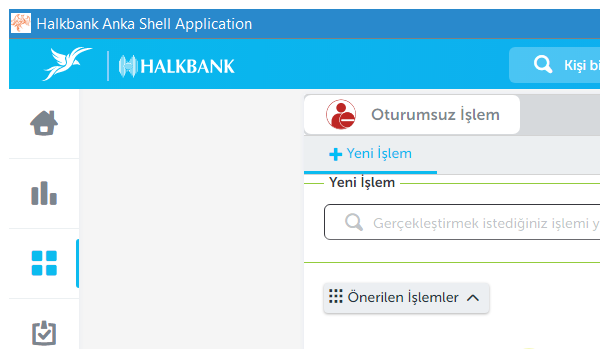 Halkbank Anka Shell Application
HALKBANK
Kişi bi
Oturumsuz İşlem
Yeni İşlem
Yeni İşlem
Gerçekleştirmek istediğiniz işlemi y
Önerilen İşlemler